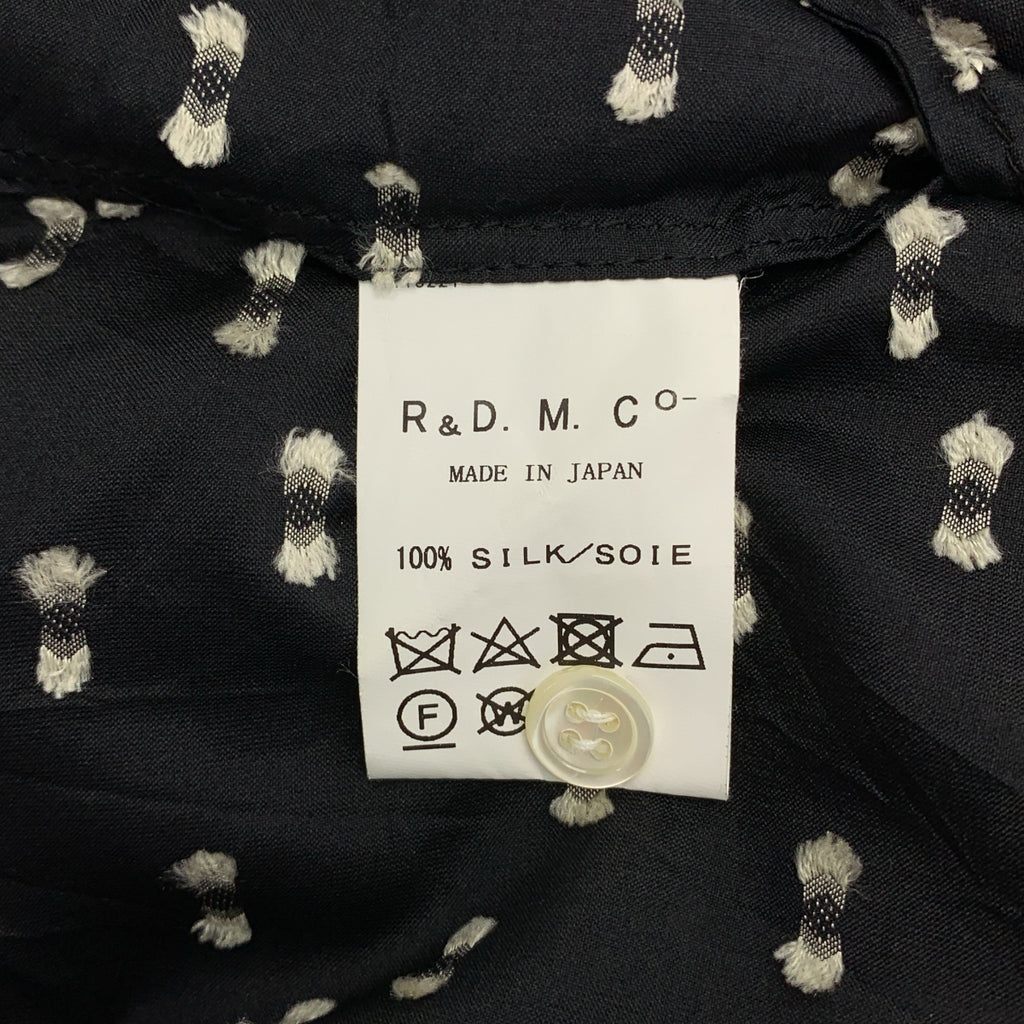 R&D. M. Co-
MADE IN JAPAN
100% SILK/SOIE
F W